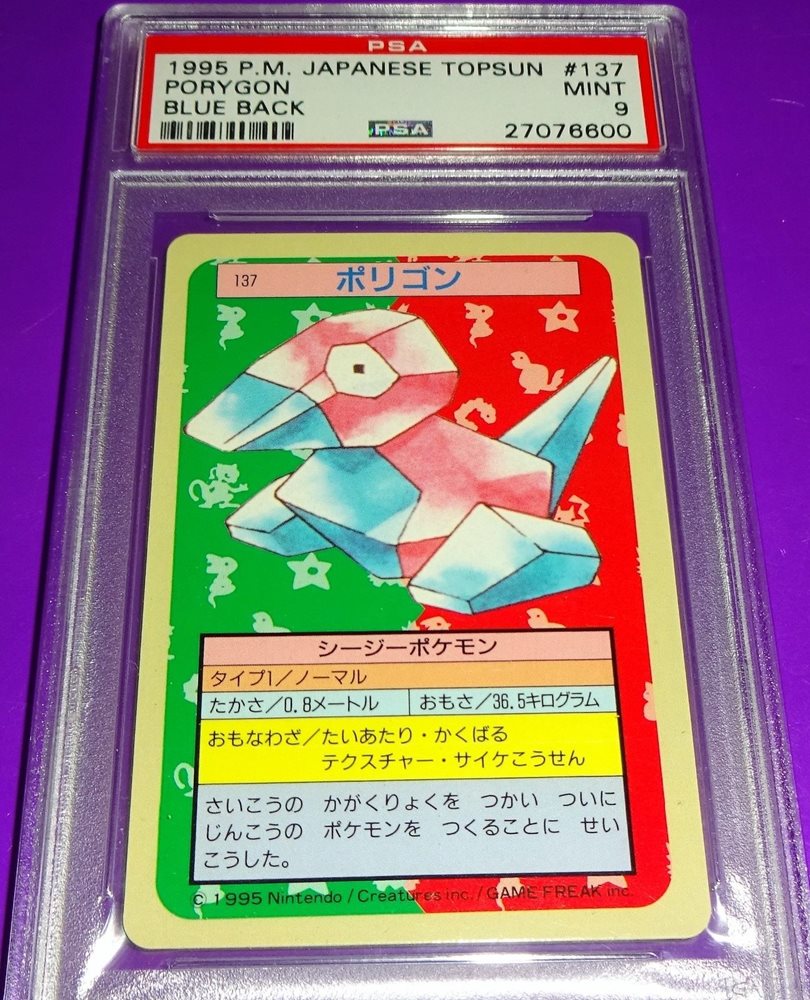 PSA
1995 P.M. JAPANESE TOPSUN #137
PORYGON MINT
BLUE BACK 9
PSA 27076600
137 ポリゴン
シージーポケモン
タイプ1/ノーマル
たかさ/0.8メートル おもさ/36.5キログラム
おもなわざ/たいあたり・かくばる
テクスチャー・サイケこうせん
さいこうの かがくりょくを つかい ついに
じんこうの ポケモンを つくることに せい
こうした。
© 1995 Nintendo / Creatures inc. / GAME FREAK inc.